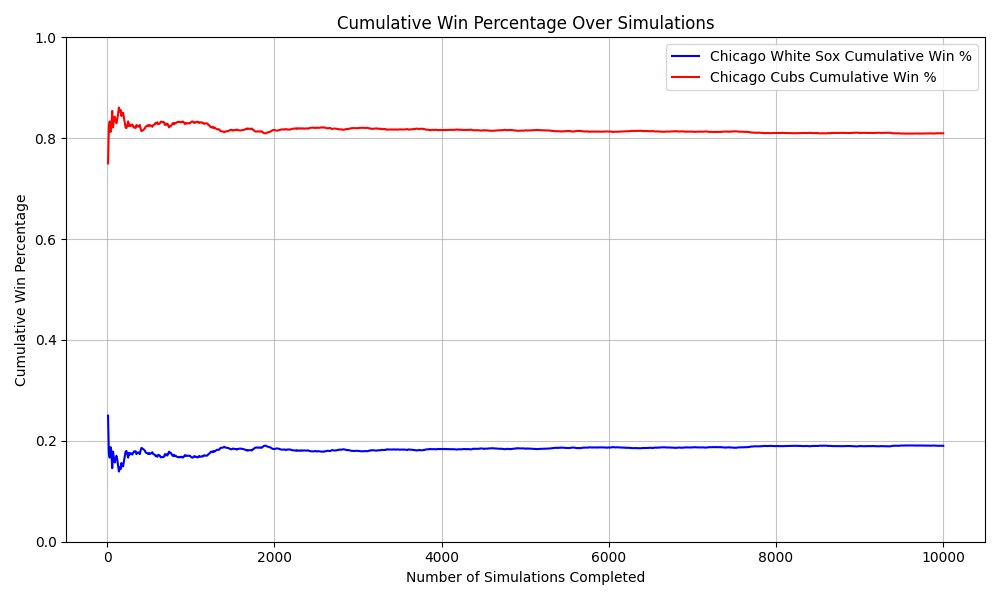 Cumulative Win Percentage Over Simulations
Chicago White Sox Cumulative Win %
Chicago Cubs Cumulative Win %
Cumulative Win Percentage
1.0
0.8
0.6
0.4
0.2
0.0
0 2000 4000 6000 8000 10000
Number of Simulations Completed